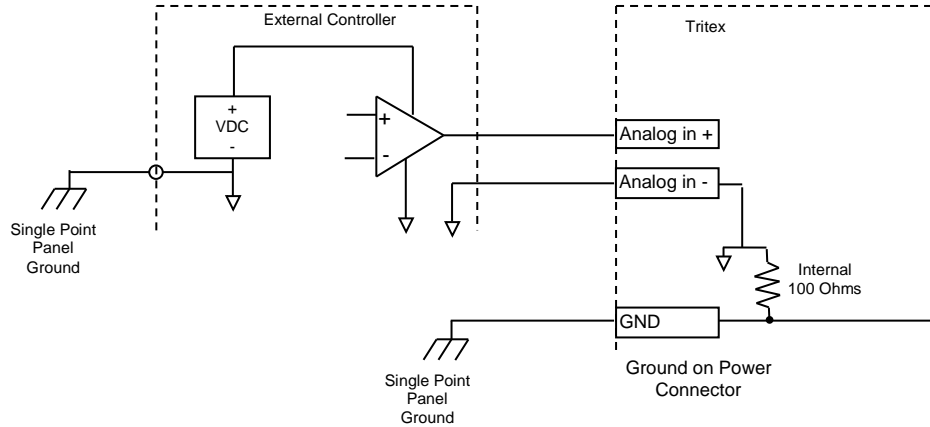 External Controller
Tritex
+
VDC
-
+
-
Analog in +
Analog in -
Single Point
Panel
Ground
Internal
100 Ohms
GND
Ground on Power
Connector
Single Point
Panel
Ground